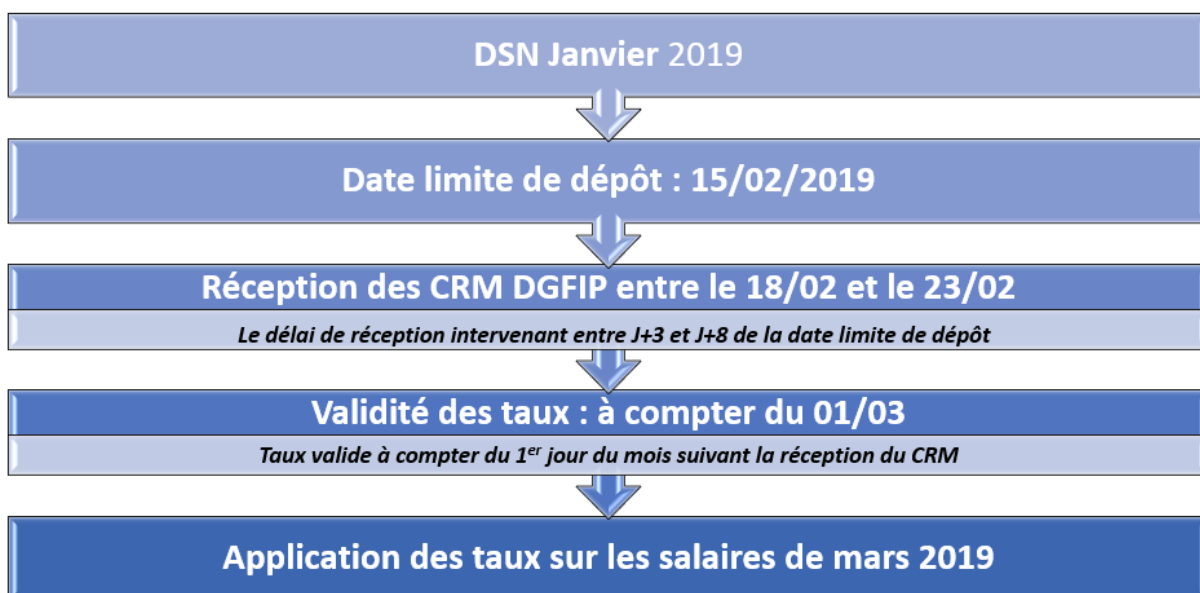 DSN Janvier 2019
Date limite de dépôt : 15/02/2019
Réception des CRM DGFIP entre le 18/02 et le 23/02
Le délai de réception intervenant entre J+3 et J+8 de la date limite de dépôt
Validité des taux : à compter du 01/03
Taux valide à compter du 1er jour du mois suivant la réception du CRM
Application des taux sur les salaires de mars 2019